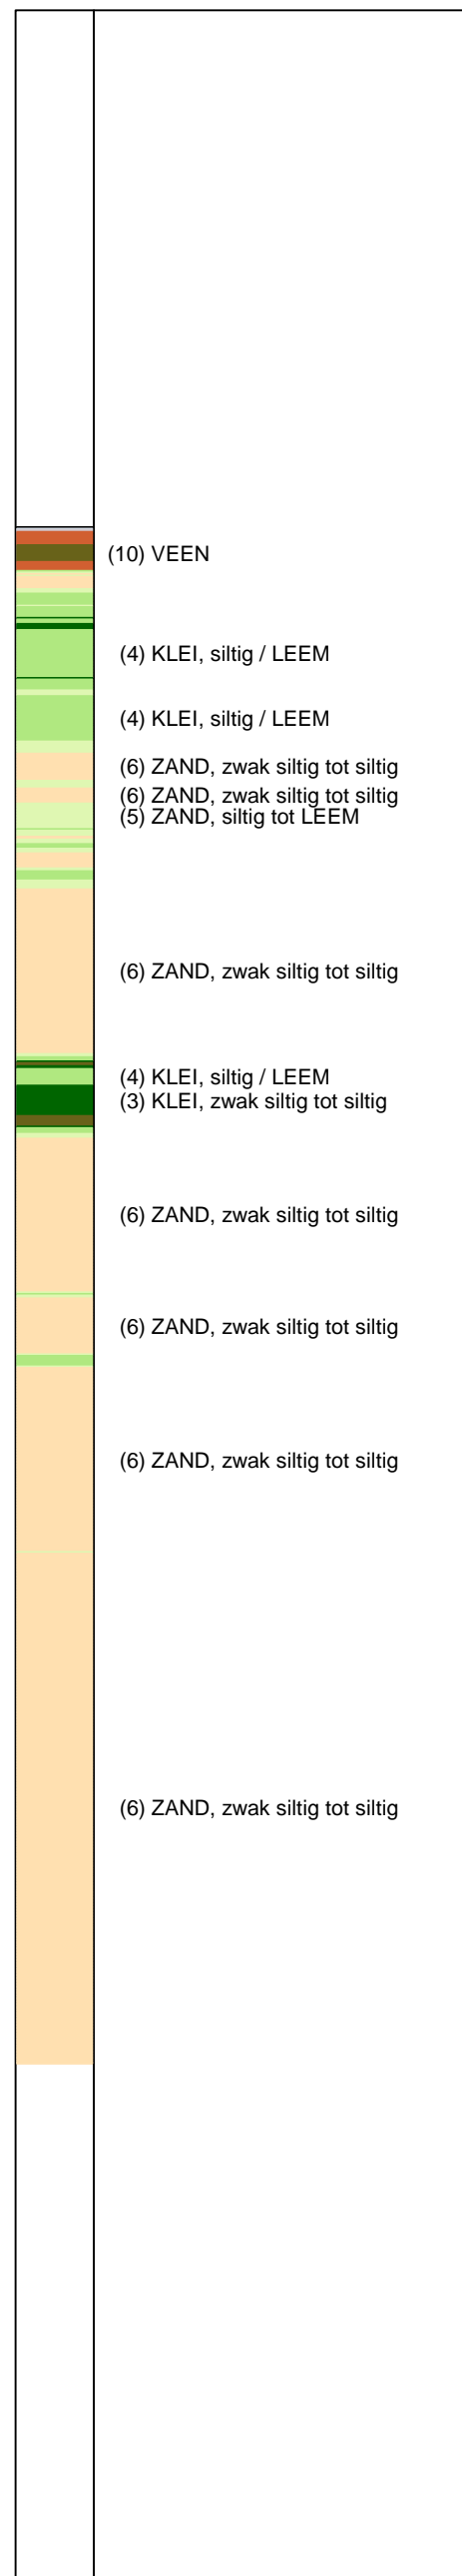 (10) VEEN
(4) KLEI, siltig / LEEM
(4) KLEI, siltig / LEEM
(6) ZAND, zwak siltig tot siltig
(6) ZAND, zwak siltig tot siltig
(5) ZAND, siltig tot LEEM
(6) ZAND, zwak siltig tot siltig
(4) KLEI, siltig / LEEM
(3) KLEI, zwak siltig tot siltig
(6) ZAND, zwak siltig tot siltig
(6) ZAND, zwak siltig tot siltig
(6) ZAND, zwak siltig tot siltig
(6) ZAND, zwak siltig tot siltig